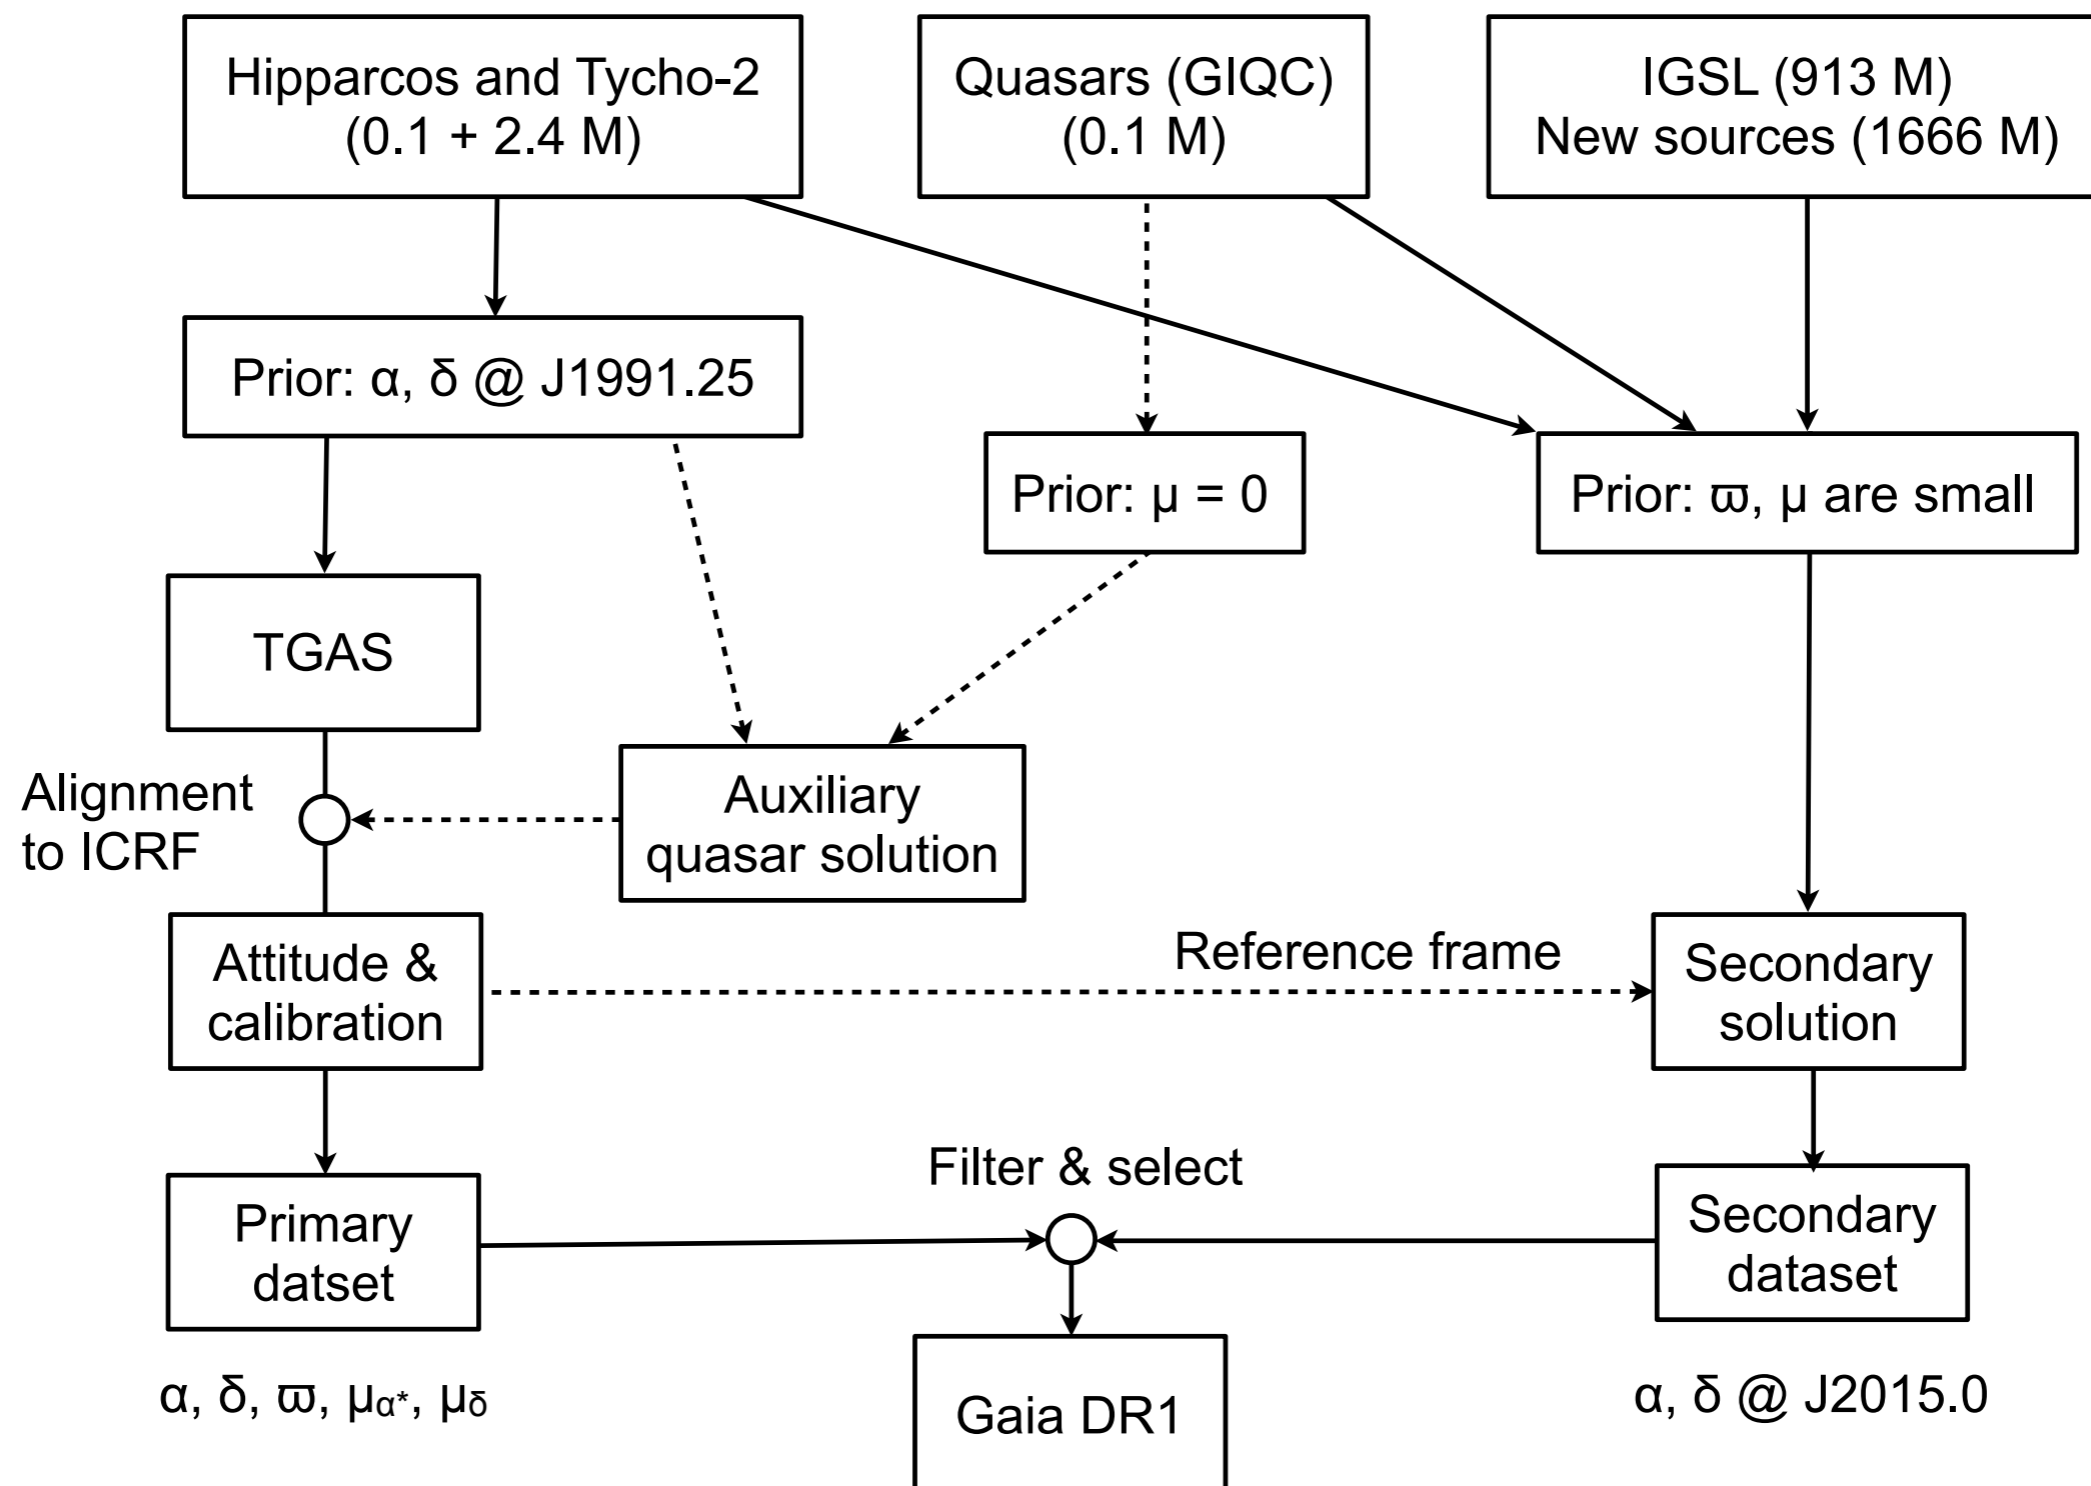 Hipparcos and Tycho-2
(0.1 + 2.4 M)
Quasars (GIQC)
(0.1 M)
IGSL (913 M)
New sources (1666 M)
Prior: α, δ @ J1991.25
Prior: μ = 0
Prior: ϖ, μ are small
TGAS
Alignment
to ICRF
Auxiliary
quasar solution
Attitude &
calibration
Reference frame
Secondary
solution
Filter & select
Primary
datset
Secondary
dataset
α, δ, ϖ, μα*, μδ
Gaia DR1
α, δ @ J2015.0